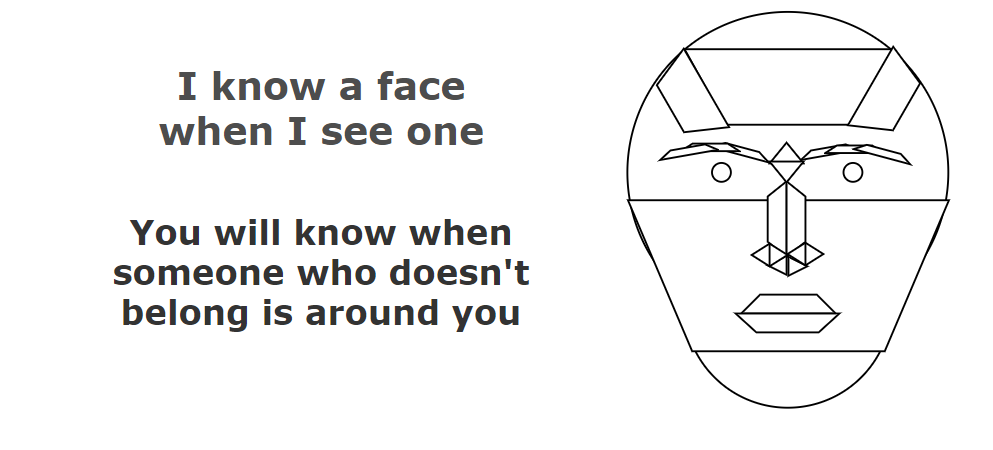 I know a face
when I see one
You will know when
someone who doesn't
belong is around you